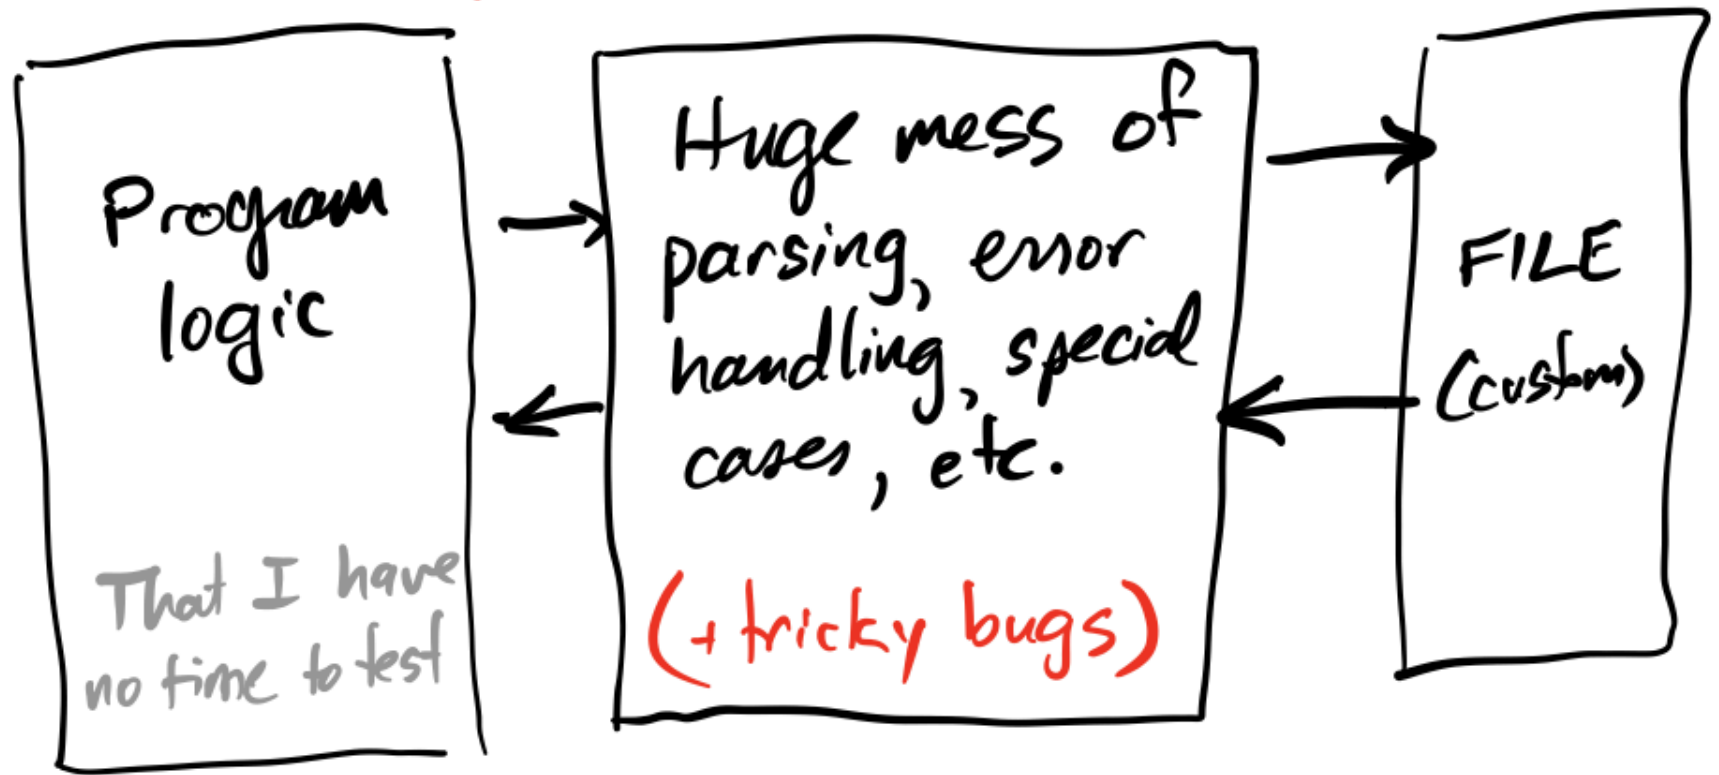 Program
logic
That I have
no time to test
Huge mess of
parsing, error
handling, special
cases, etc.
(+ tricky bugs)
FILE
(custom)